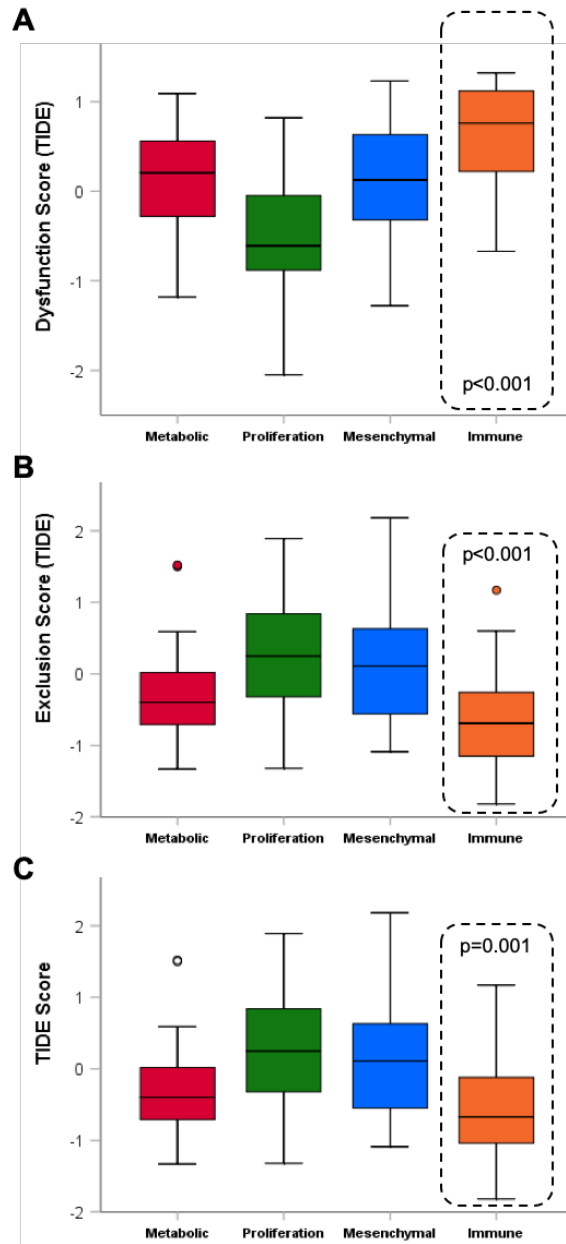 A
Dysfunction Score (TIDE)
1
0
-1
-2
p<0.001
Metabolic Proliferation Mesenchymal Immune
B
Exclusion Score (TIDE)
2
1
0
-1
-2
p<0.001
Metabolic Proliferation Mesenchymal Immune
C
TIDE Score
2
1
0
-1
-2
p=0.001
Metabolic Proliferation Mesenchymal Immune